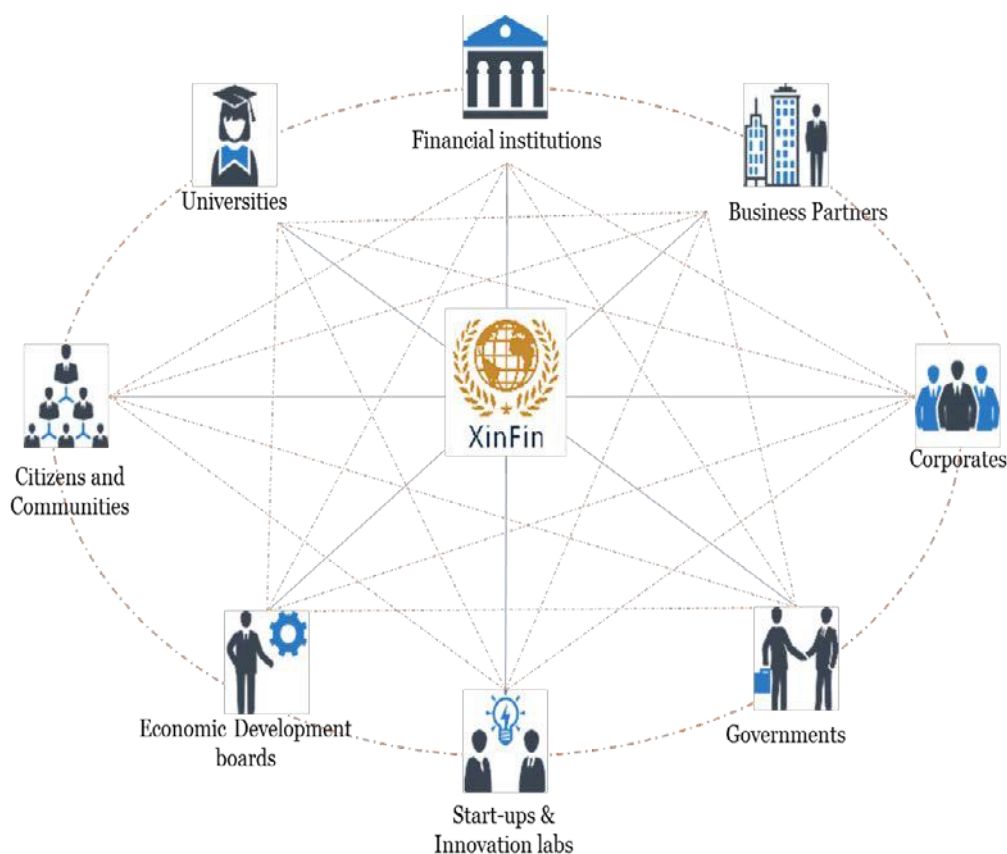 Financial institutions
Universities
Business Partners
XinFin
Citizens and
Communities
Corporates
Economic Development
boards
Governments
Start-ups &
Innovation labs